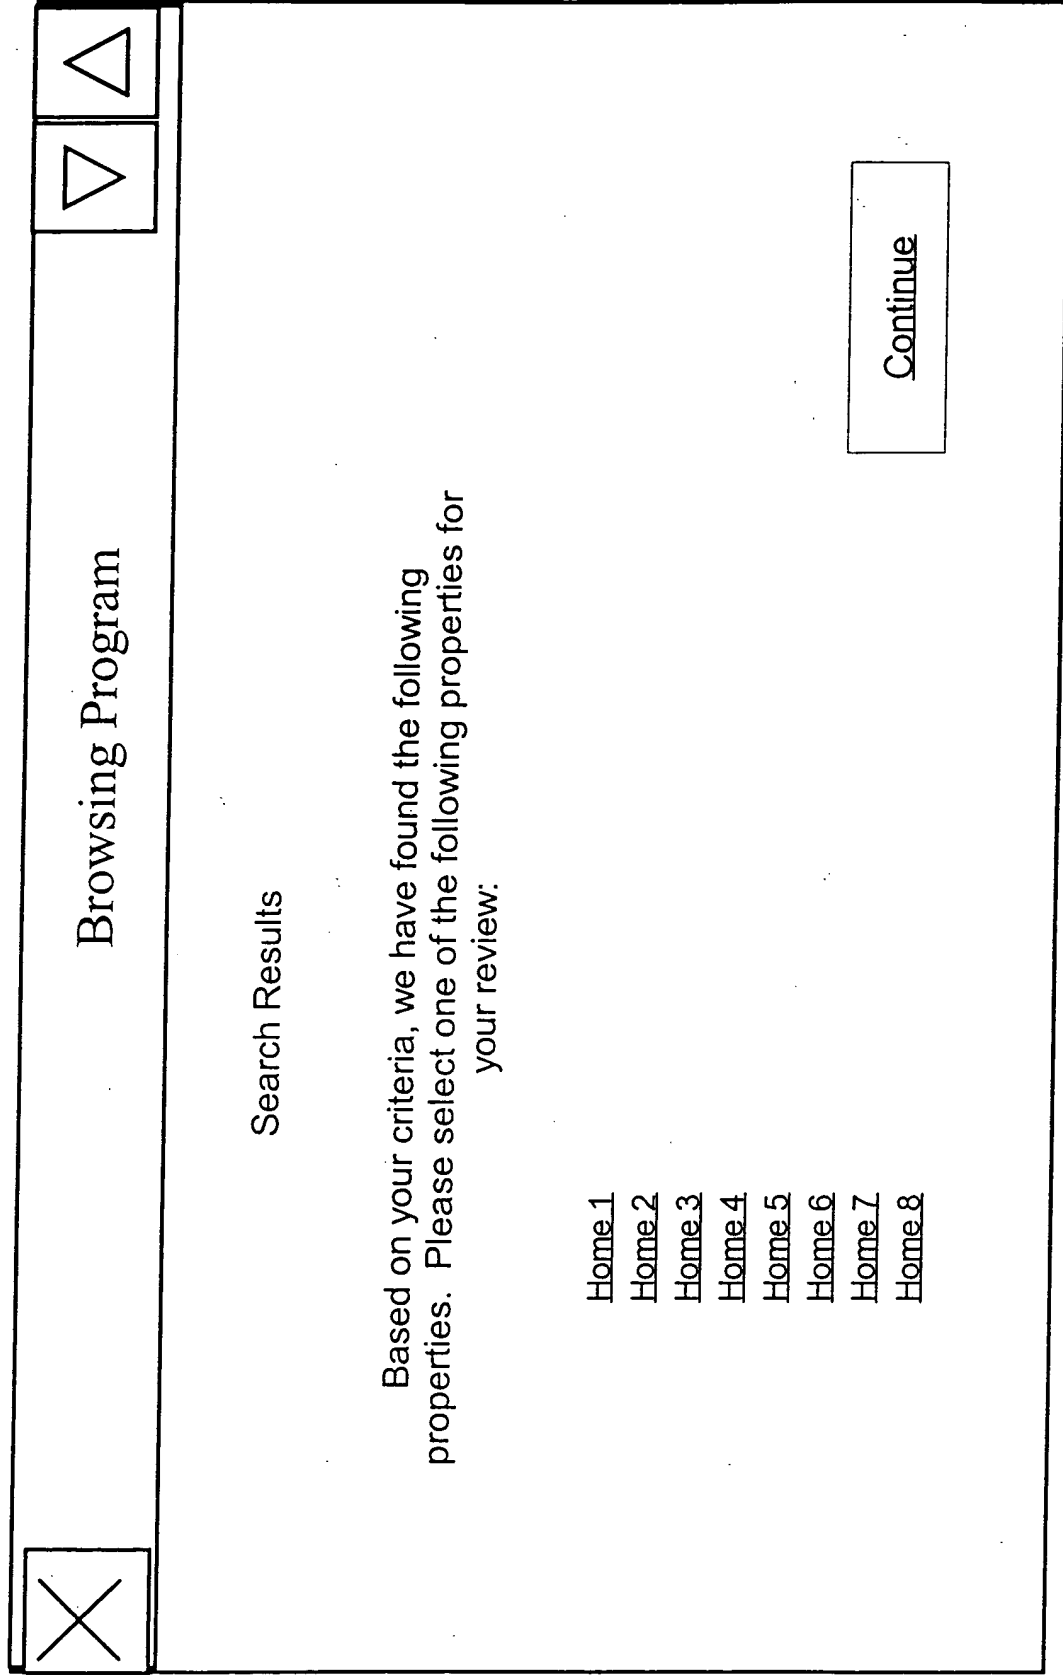 Browsing Program
Search Results
Based on your criteria, we have found the following
properties.  Please select one of the following properties for
your review:
Home 1
Home 2
Home 3
Home 4
Home 5
Home 6
Home 7
Home 8
Continue